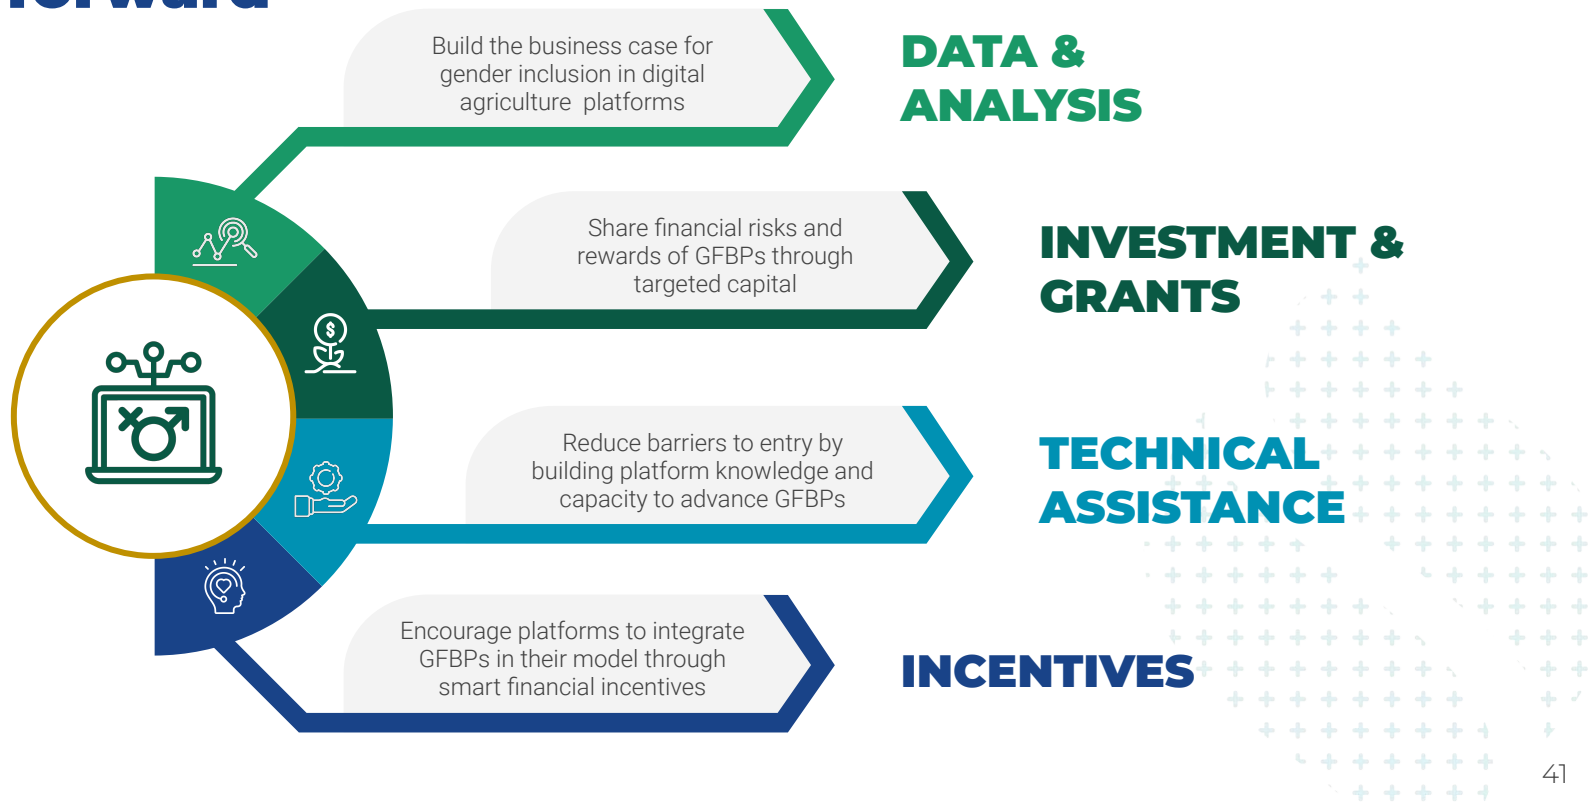 forward
Build the business case for
gender inclusion in digital
agriculture platforms
DATA &
ANALYSIS
Share financial risks and
rewards of GFBPs through
targeted capital
INVESTMENT &
GRANTS
Reduce barriers to entry by
building platform knowledge and
capacity to advance GFBPs
TECHNICAL
ASSISTANCE
Encourage platforms to integrate
GFBPs in their model through
smart financial incentives
INCENTIVES
41